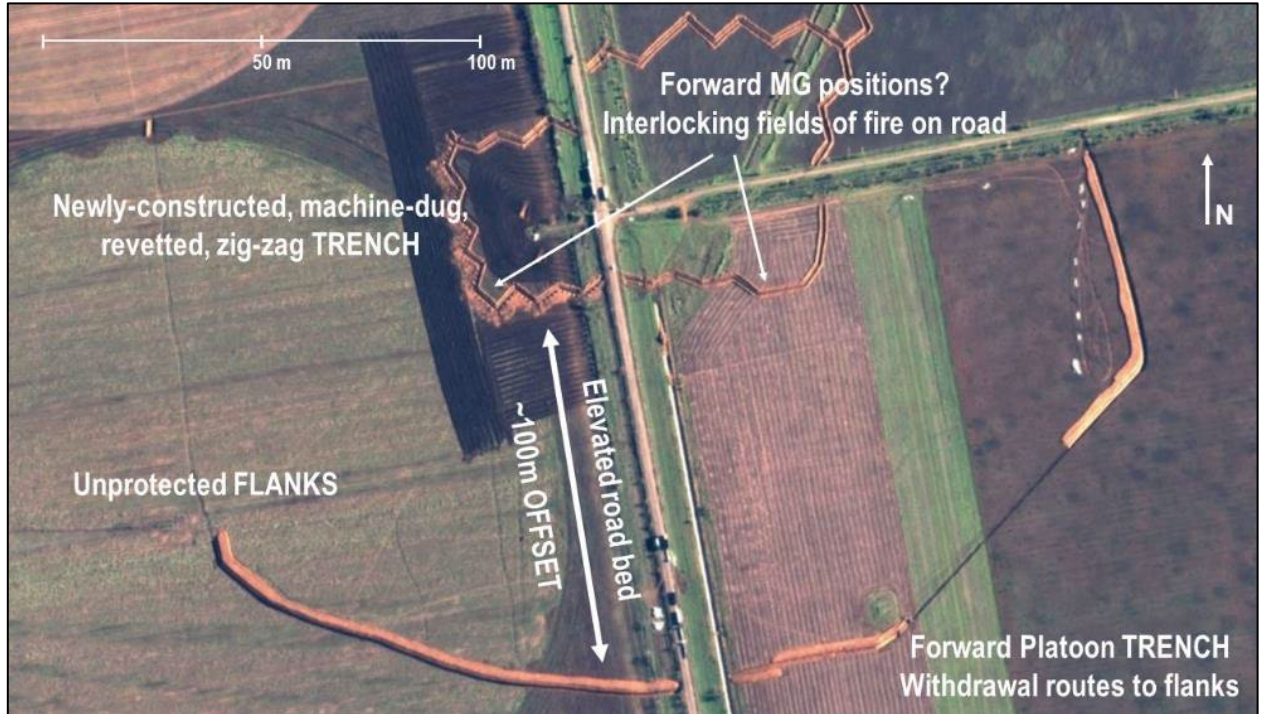 50 m
100 m
Forward MG positions?
Interlocking fields of fire on road
N
Newly-constructed, machine-dug,
revetted, zig-zag TRENCH
Elevated road bed
~100m OFFSET
Unprotected FLANKS
Forward Platoon TRENCH
Withdrawal routes to flanks